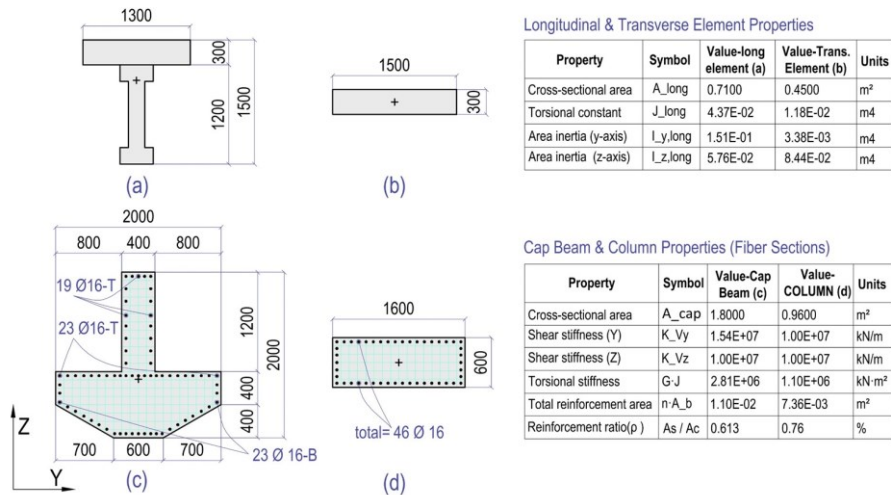 1300
300
1200
1500
(a)
1500
300
(b)
Longitudinal & Transverse Element Properties
Property Symbol Value-long element (a) Value-Trans. Element (b) Units
Cross-sectional area A_long 0.7100 0.4500 m²
Torsional constant J_long 4.37E-02 1.18E-02 m4
Area inertia (y-axis) I_y,long 1.51E-01 3.38E-03 m4
Area inertia (z-axis) I_z,long 5.76E-02 8.44E-02 m4
2000
800 400 800
19 Ø16-T
23 Ø16-T
1200
2000
400
400
700 600 700
23 Ø 16-B
Z
Y
(c)
1600
600
total= 46 Ø 16
(d)
Cap Beam & Column Properties (Fiber Sections)
Property Symbol Value-Cap Beam (c) Value-COLUMN (d) Units
Cross-sectional area A_cap 1.8000 0.9600 m²
Shear stiffness (Y) K_Vy 1.54E+07 1.00E+07 kN/m
Shear stiffness (Z) K_Vz 1.00E+07 1.00E+07 kN/m
Torsional stiffness G·J 2.81E+06 1.10E+06 kN·m²
Total reinforcement area n·A_b 1.10E-02 7.36E-03 m²
Reinforcement ratio(ρ ) As / Ac 0.613 0.76 %